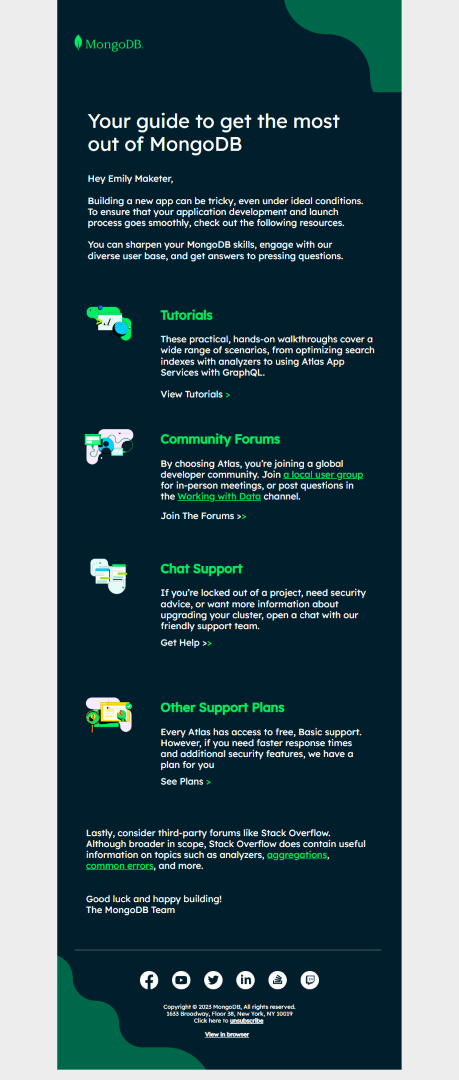 MongoDB.
Your guide to get the most
out of MongoDB
Hey Emily Maketer,
Building a new app can be tricky, even under ideal conditions.
To ensure that your application development and launch
process goes smoothly, check out the following resources.
You can sharpen your MongoDB skills, engage with our
diverse user base, and get answers to pressing questions.
Tutorials
These practical, hands-on walkthroughs cover a
wide range of scenarios, from optimizing search
indexes with analyzers to using Atlas App
Services with GraphQL.
View Tutorials >
Community Forums
By choosing Atlas, you're joining a global
developer community. Join a local user group
for in-person meetings, or post questions in
the Working with Data channel.
Join The Forums >>
Chat Support
If you're locked out of a project, need security
advice, or want more information about
upgrading your cluster, open a chat with our
friendly support team.
Get Help >>
Other Support Plans
Every Atlas has access to free, Basic support.
However, if you need faster response times
and additional security features, we have a
plan for you
See Plans >
Lastly, consider third-party forums like Stack Overflow.
Although broader in scope, Stack Overflow does contain useful
information on topics such as analyzers, aggregations,
common errors, and more.
Good luck and happy building!
The MongoDB Team
Copyright © 2023 MongoDB, All rights reserved.
1633 Broadway, Floor 38, New York, NY 10019
Click here to unsubscribe
View in browser